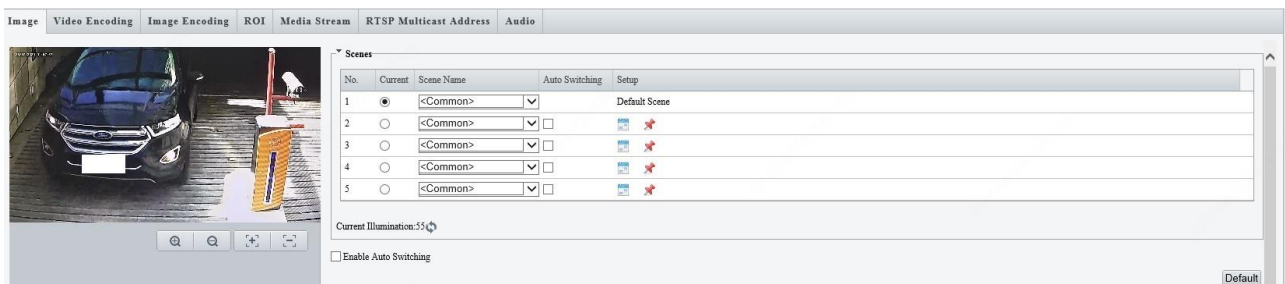 Image Video Encoding Image Encoding ROI Media Stream RTSP Multicast Address Audio
Scenes
No. Current Scene Name Auto Switching Setup
1 <Common> Default Scene
2 <Common>
3 <Common>
4 <Common>
5 <Common>
Current Illumination:55
Enable Auto Switching
Default